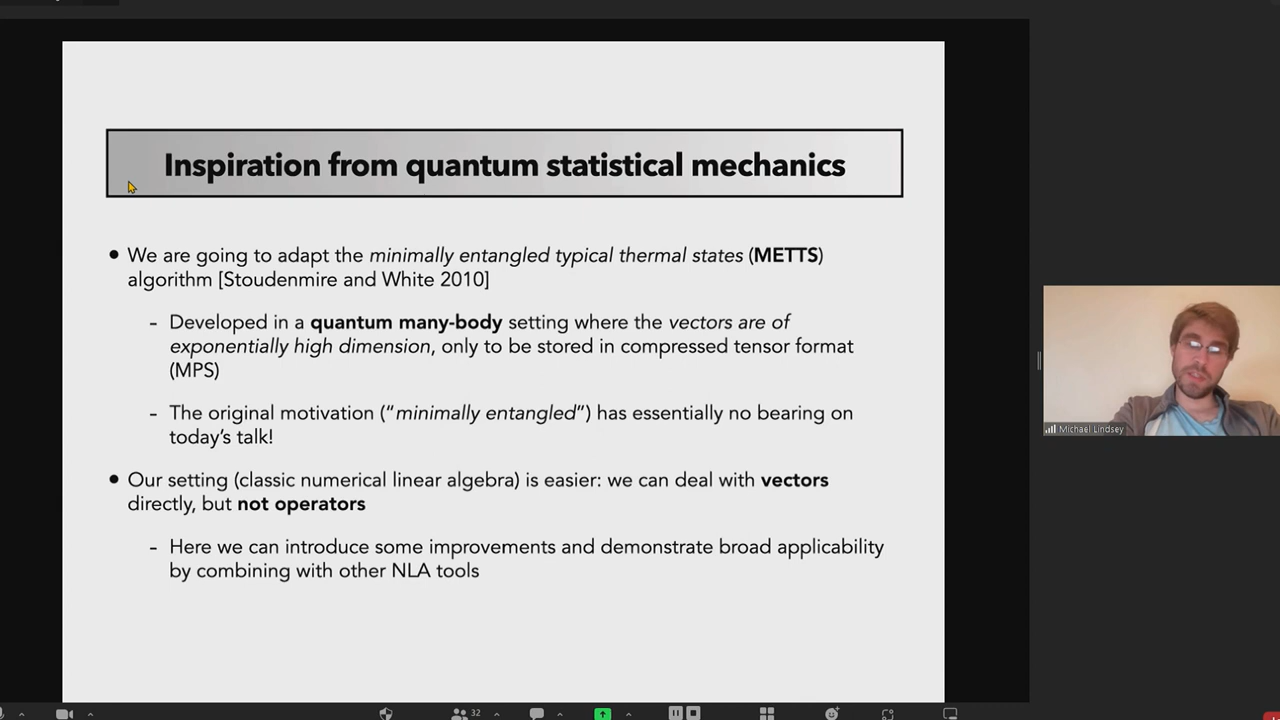 Inspiration from quantum statistical mechanics
• We are going to adapt the minimally entangled typical thermal states (METTS)
algorithm [Stoudenmire and White 2010]
- Developed in a quantum many-body setting where the vectors are of
exponentially high dimension, only to be stored in compressed tensor format
(MPS)
- The original motivation (“minimally entangled”) has essentially no bearing on
today’s talk!
• Our setting (classic numerical linear algebra) is easier: we can deal with vectors
directly, but not operators
- Here we can introduce some improvements and demonstrate broad applicability
by combining with other NLA tools
Michael Lindsey
32